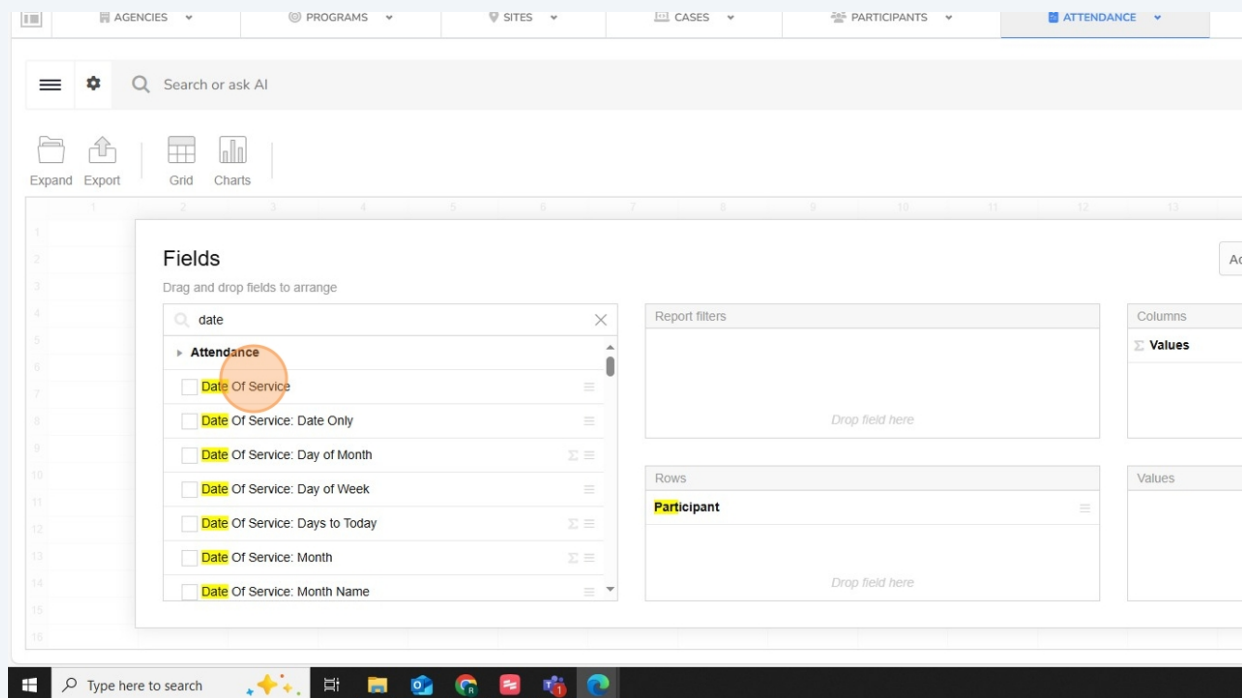 AGENCIES PROGRAMS SITES CASES PARTICIPANTS ATTENDANCE
Search or ask AI
Expand Export Grid Charts
1 2 3 4 5 6 7 8 9 10 11 12 13
1
2
3
4
5
6
7
8
9
10
11
12
13
14
15
16
Fields
Ad
Drag and drop fields to arrange
date
Attendance
Date Of Service
Date Of Service: Date Only
Date Of Service: Day of Month
Σ
Date Of Service: Day of Week
Date Of Service: Days to Today
Σ
Date Of Service: Month
Σ
Date Of Service: Month Name
Report filters
Drop field here
Columns
Σ Values
Rows
Participant
Drop field here
Values
Type here to search